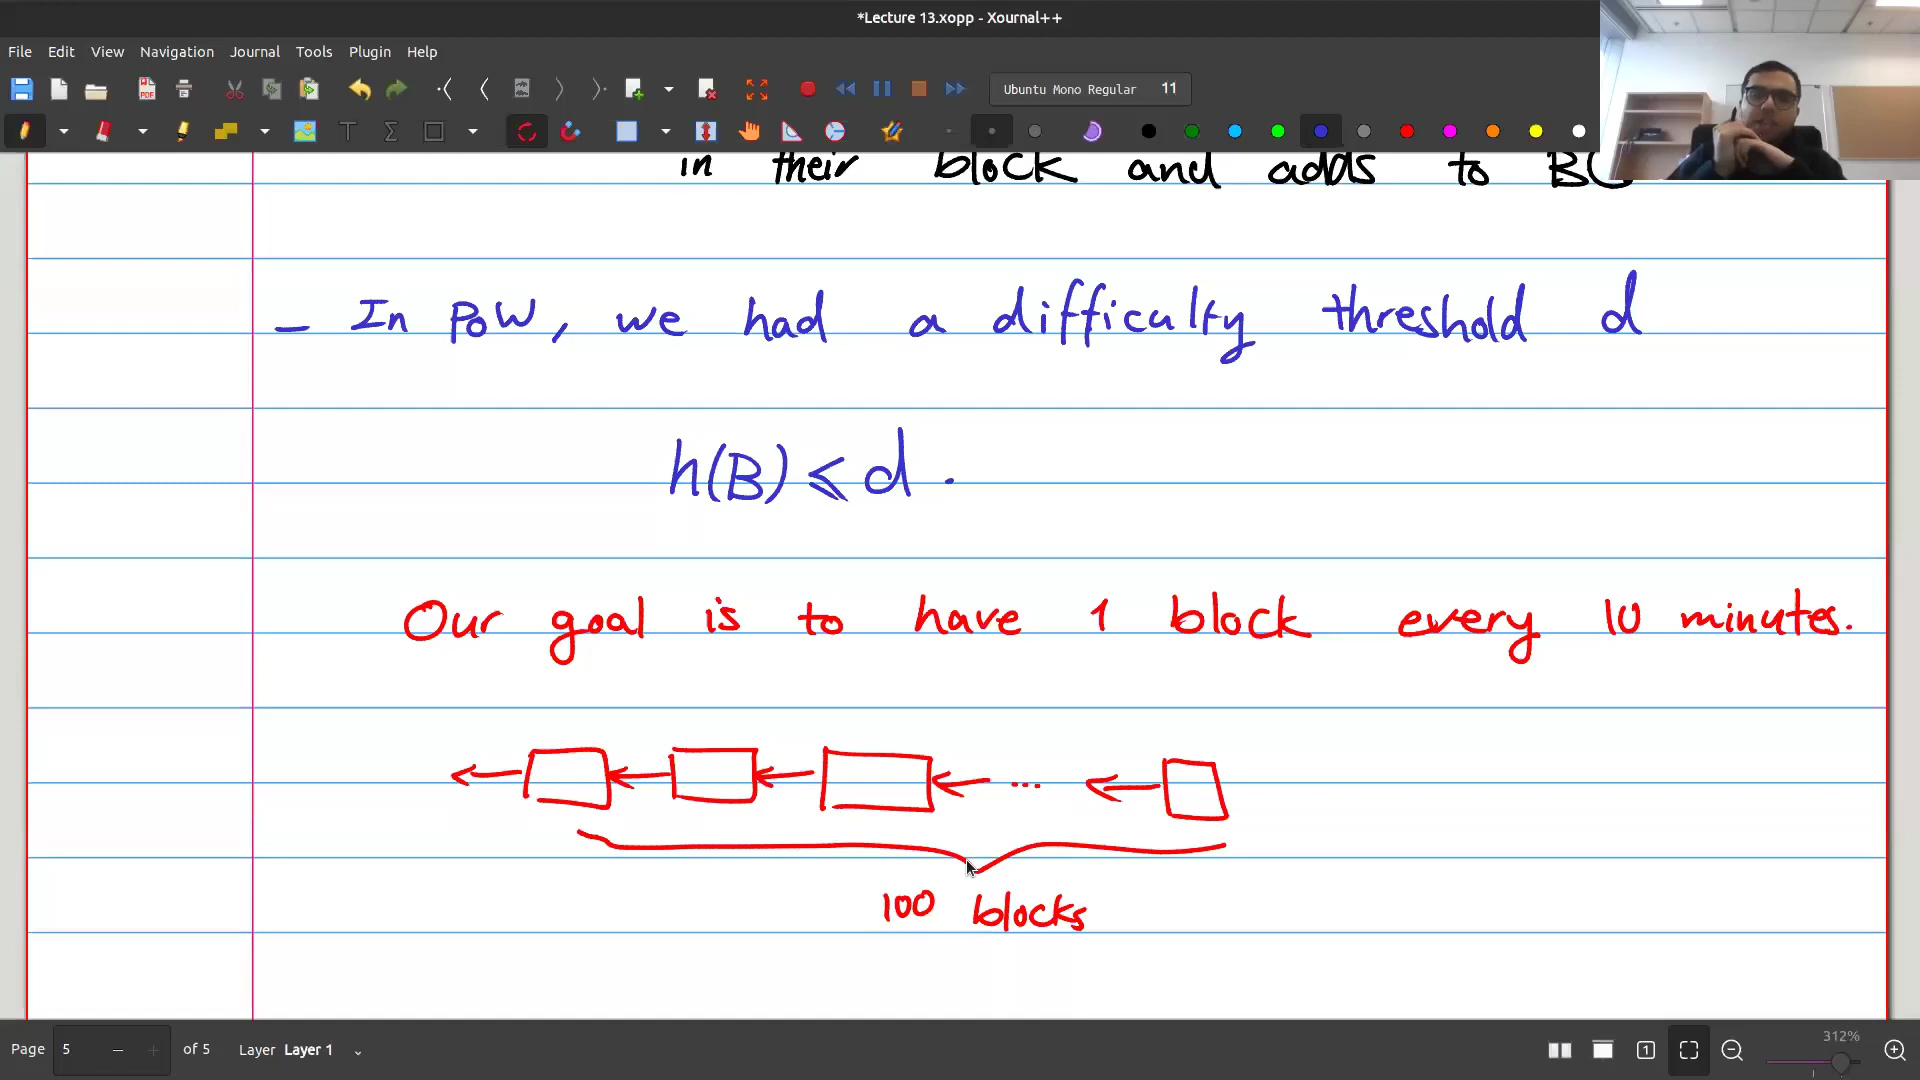 *Lecture 13.xopp - Xournal++
File Edit View Navigation Journal Tools Plugin Help
Ubuntu Mono Regular 11
in their block and adds to BC
- In PoW, we had a difficulty threshold d
h(B) ≤ d .
Our goal is to have 1 block every 10 minutes.
...
100 blocks
Page 5 of 5 Layer Layer 1
312%